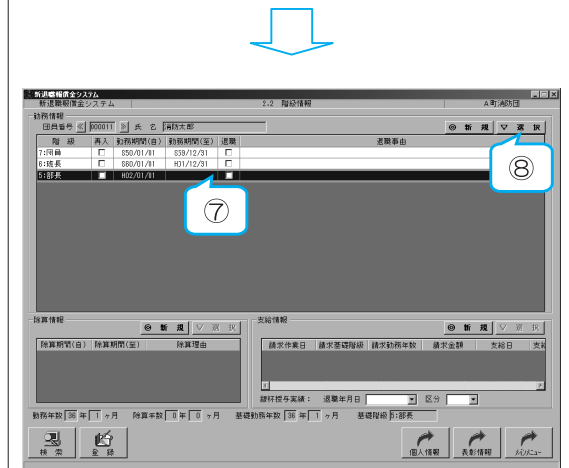 新退職報償金システム
新退職報償金システム 2.2 階級情報 A町消防団
勤務情報
団員番号 000011 氏 名 消防太郎 ◎ 新 規 ▽ 選 択
階 級 再入 勤務期間(自) 勤務期間(至) 退職 退職事由
7:団員 S50/01/01 S59/12/31
6:班長 S60/01/01 H01/12/31
5:部長 H02/01/01
⑦
⑧
除算情報 ◎ 新 規 ▽ 選 択
除算期間(自) 除算期間(至) 除算理由
支給情報 ◎ 新 規 ▽ 選 択
請求作業日 請求基礎階級 請求勤務年数 請求金額 支給日 支給
銀杯授与実績: 退職年月日 区分
勤務年数 36 年 1 ヶ月 除算年数 0 年 0 ヶ月 基礎勤務年数 36 年 1 ヶ月 基礎階級 5:部長
検 索 登 録 個人情報 表彰情報 メインメニュー